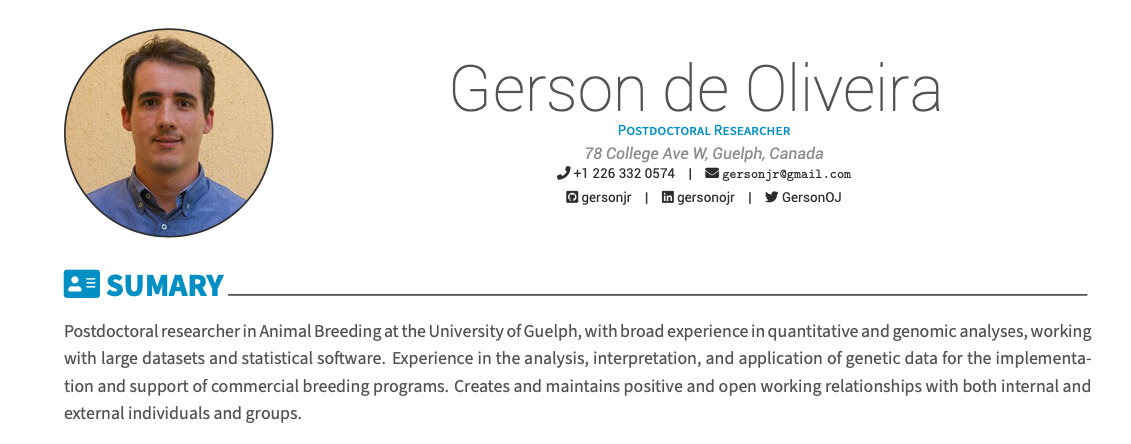 Gerson de Oliveira
Postdoctoral Researcher
78 College Ave W, Guelph, Canada
+1 226 332 0574 | gersonjr@gmail.com
gersonjr | gersonojr | GersonOJ
SUMARY
Postdoctoral researcher in Animal Breeding at the University of Guelph, with broad experience in quantitative and genomic analyses, working
with large datasets and statistical software. Experience in the analysis, interpretation, and application of genetic data for the implementa-
tion and support of commercial breeding programs. Creates and maintains positive and open working relationships with both internal and
external individuals and groups.